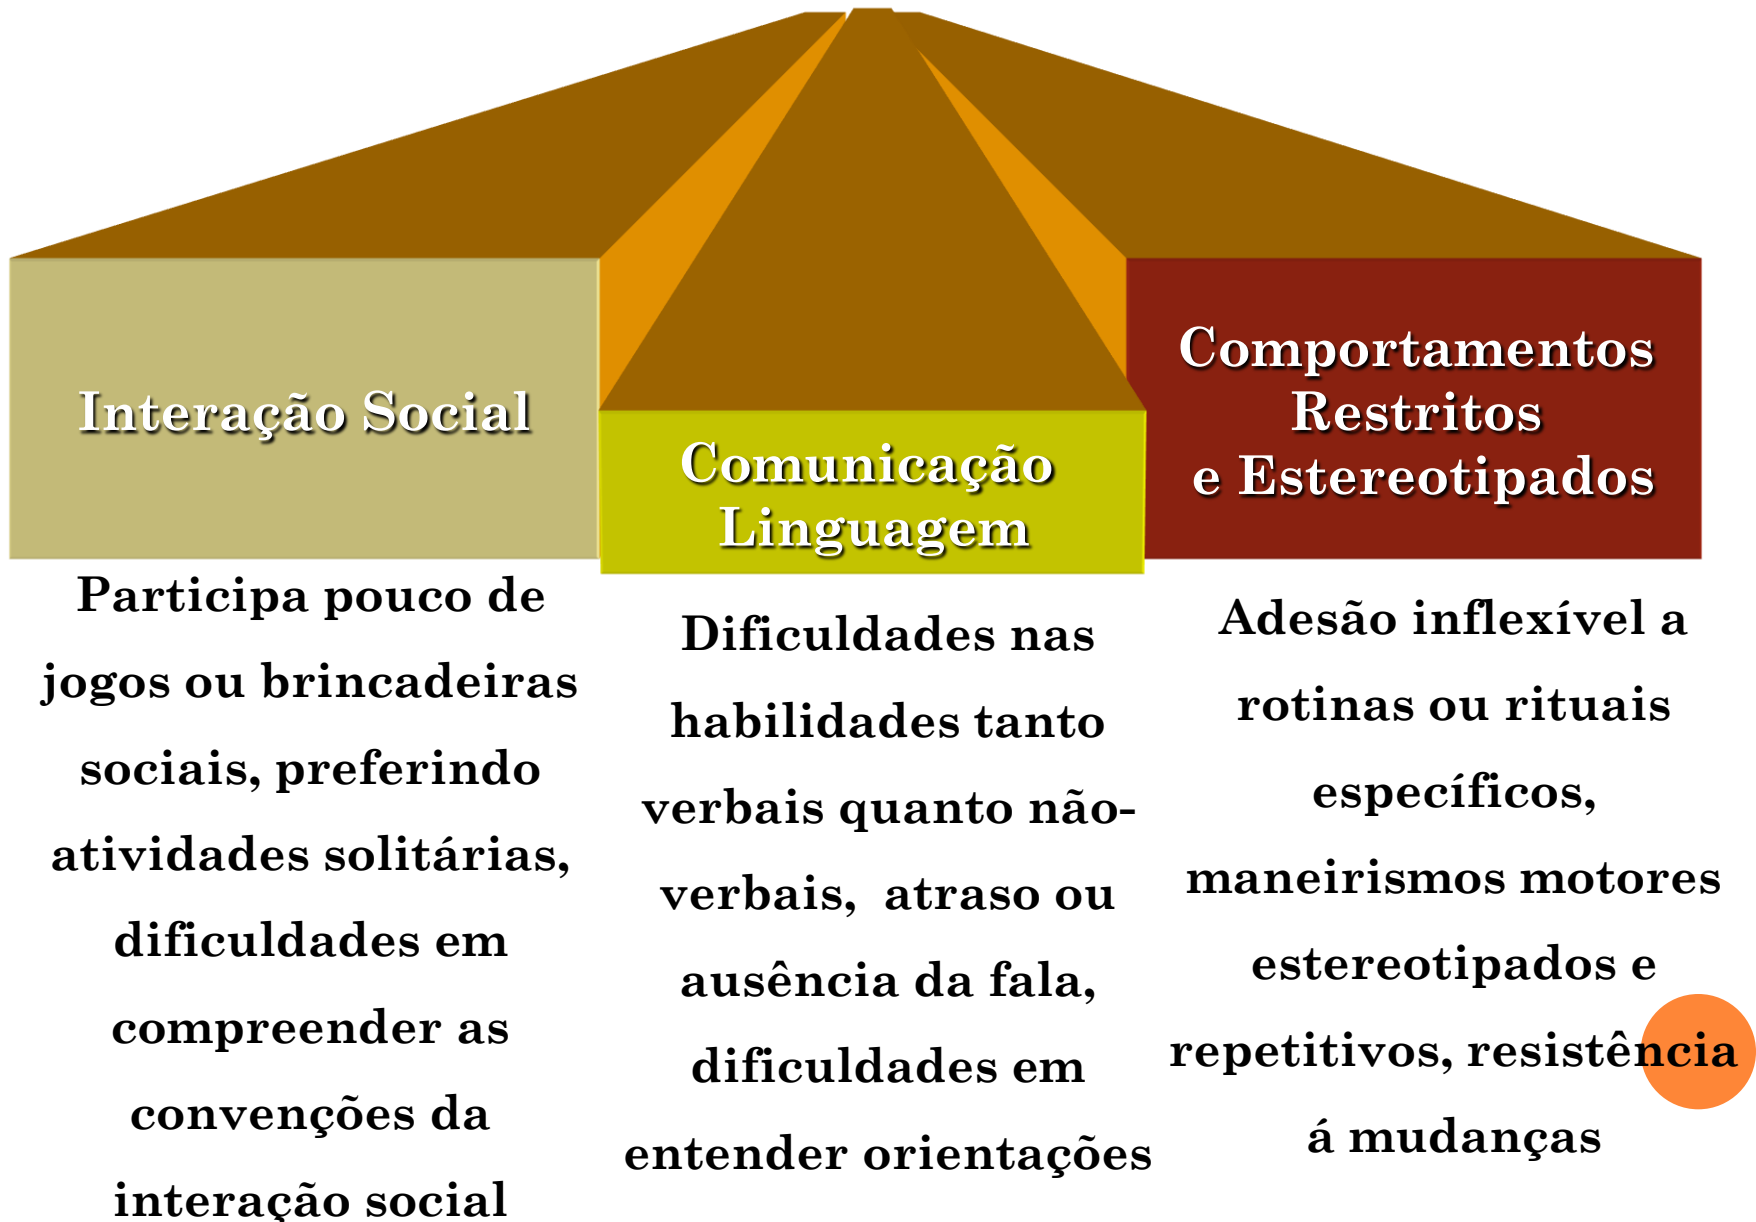 Interação Social
Participa pouco de
jogos ou brincadeiras
sociais, preferindo
atividades solitárias,
dificuldades em
compreender as
convenções da
interação social
Comunicação
Linguagem
Dificuldades nas
habilidades tanto
verbais quanto não-
verbais,  atraso ou
ausência da fala,
dificuldades em
entender orientações
Comportamentos
Restritos
e Estereotipados
Adesão inflexível a
rotinas ou rituais
específicos,
maneirismos motores
estereotipados e
repetitivos, resistência
á mudanças